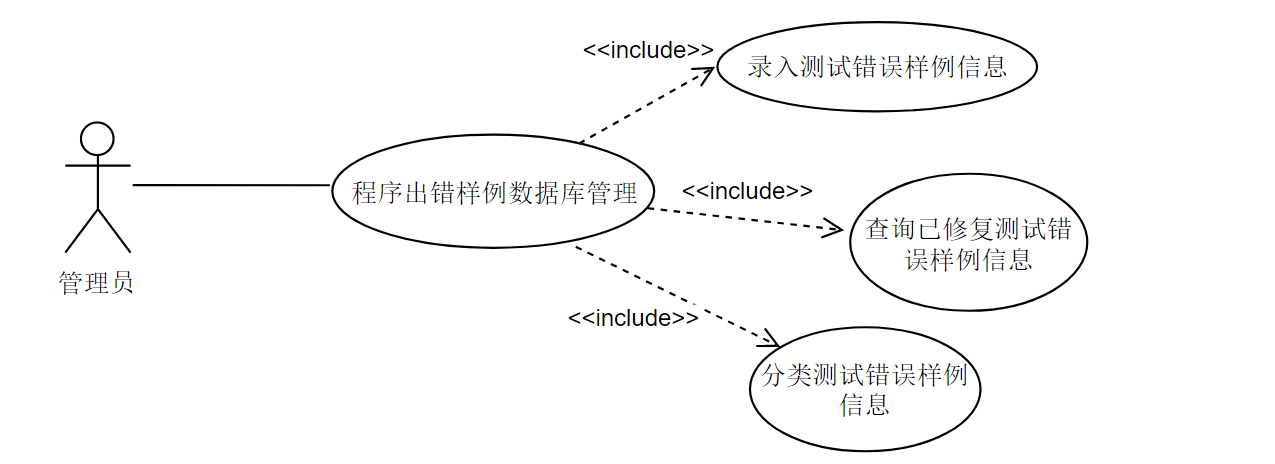 <<include>>
录入测试错误样例信息
程序出错样例数据库管理
<<include>>
查询已修复测试错
误样例信息
管理员
<<include>>
分类测试错误样例
信息